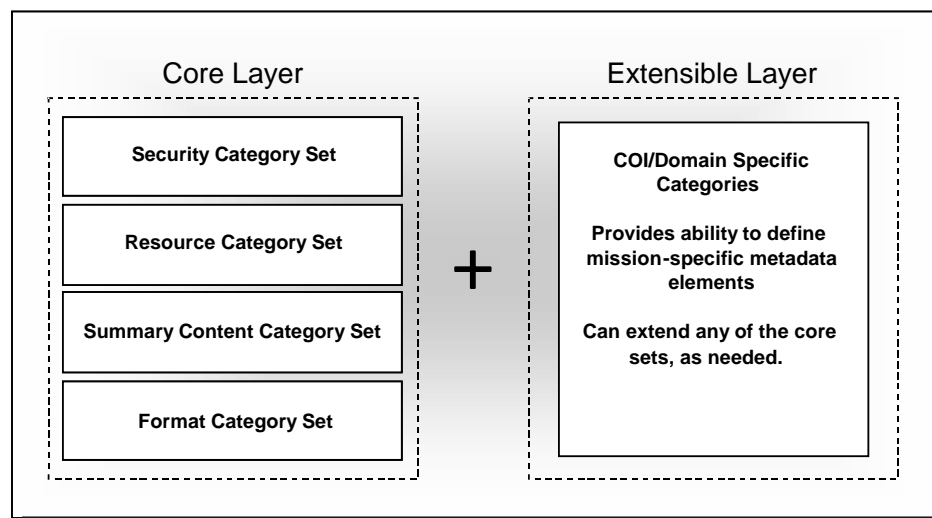 Core Layer
Security Category Set
Resource Category Set
Summary Content Category Set
Format Category Set
+
Extensible Layer
COI/Domain Specific
Categories
Provides ability to define
mission-specific metadata
elements
Can extend any of the core
sets, as needed.